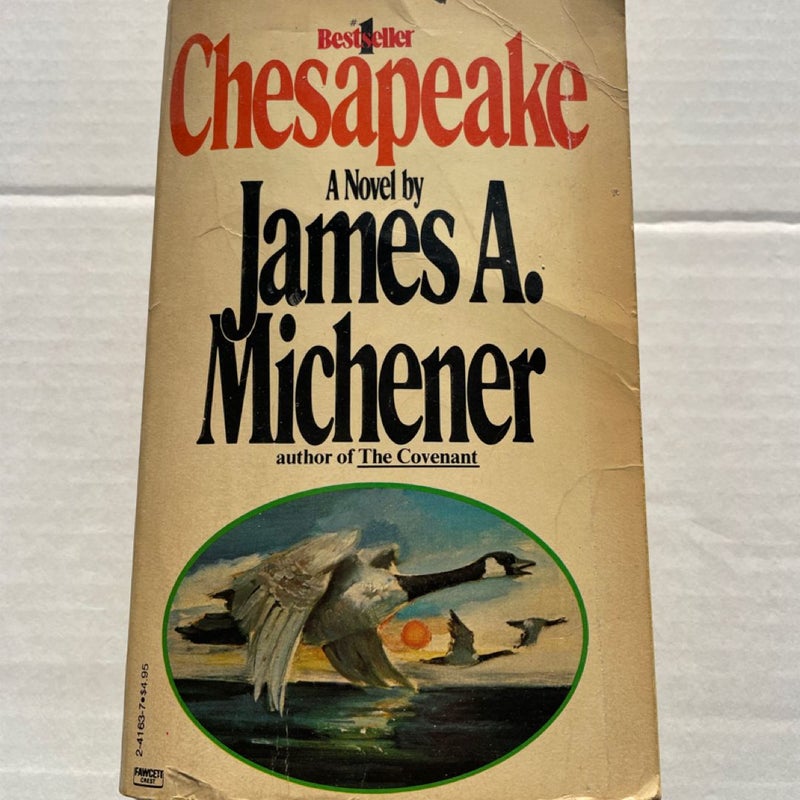 #1
Bestseller
Chesapeake
A Novel by
James A.
Michener
author of The Covenant
2-4163-7•$4.95
FAWCETT
CREST